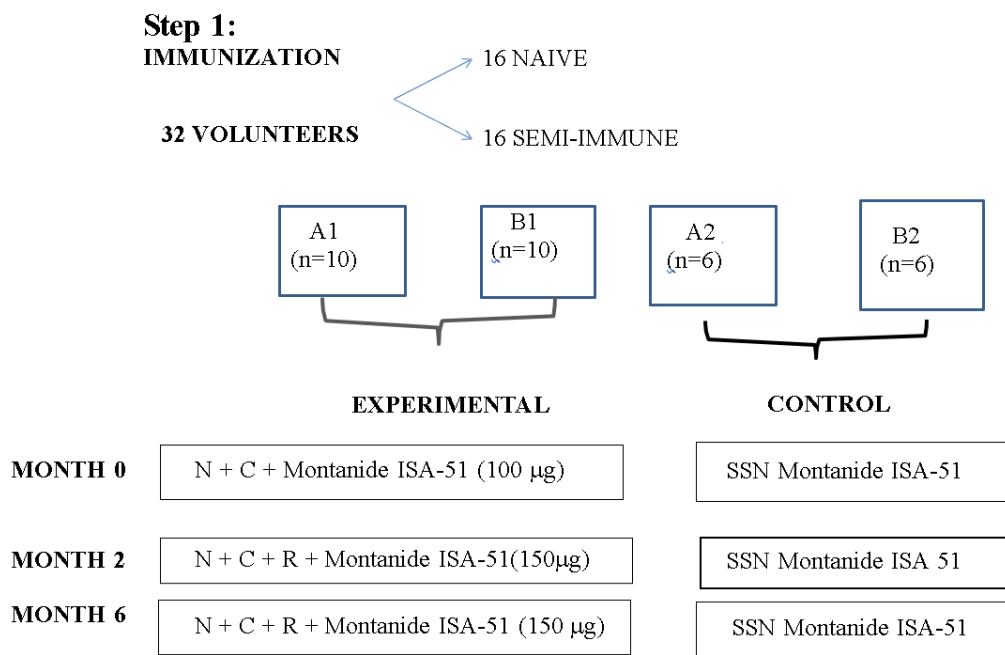 Step 1:
IMMUNIZATION
16 NAIVE
32 VOLUNTEERS
16 SEMI-IMMUNE
A1
(n=10)
B1
(n=10)
A2
(n=6)
B2
(n=6)
EXPERIMENTAL
CONTROL
MONTH 0
N + C + Montanide ISA-51 (100 µg)
SSN Montanide ISA-51
MONTH 2
N + C + R + Montanide ISA-51(150µg)
SSN Montanide ISA 51
MONTH 6
N + C + R + Montanide ISA-51 (150 µg)
SSN Montanide ISA-51